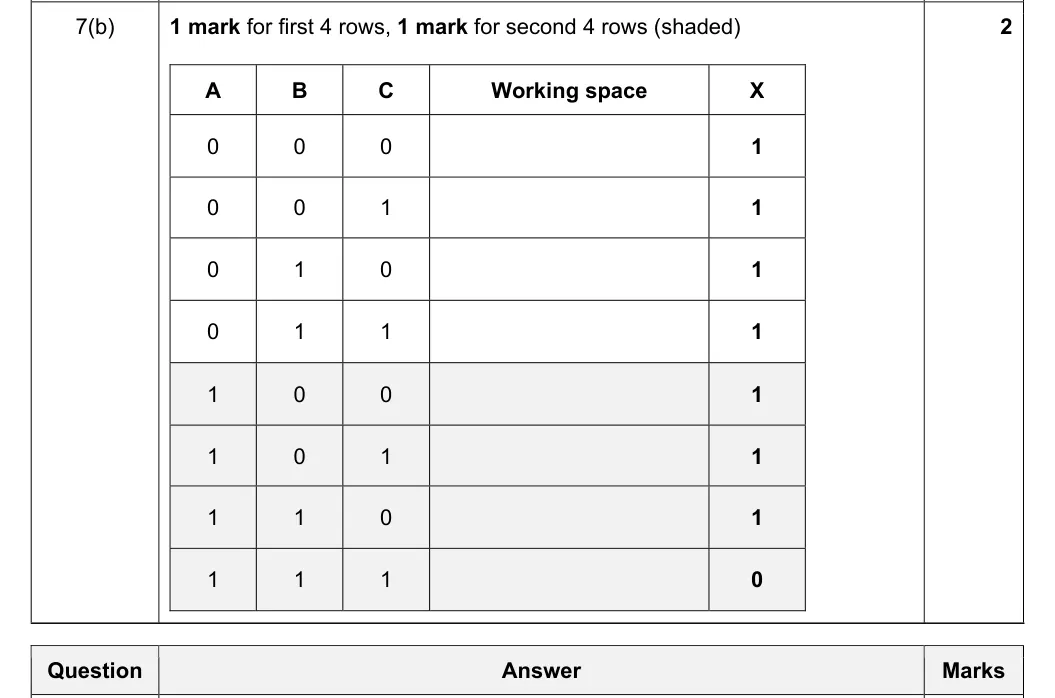 7(b) 1 mark for first 4 rows, 1 mark for second 4 rows (shaded) 2
A B C Working space X
0 0 0 1
0 0 1 1
0 1 0 1
0 1 1 1
1 0 0 1
1 0 1 1
1 1 0 1
1 1 1 0
Question Answer Marks